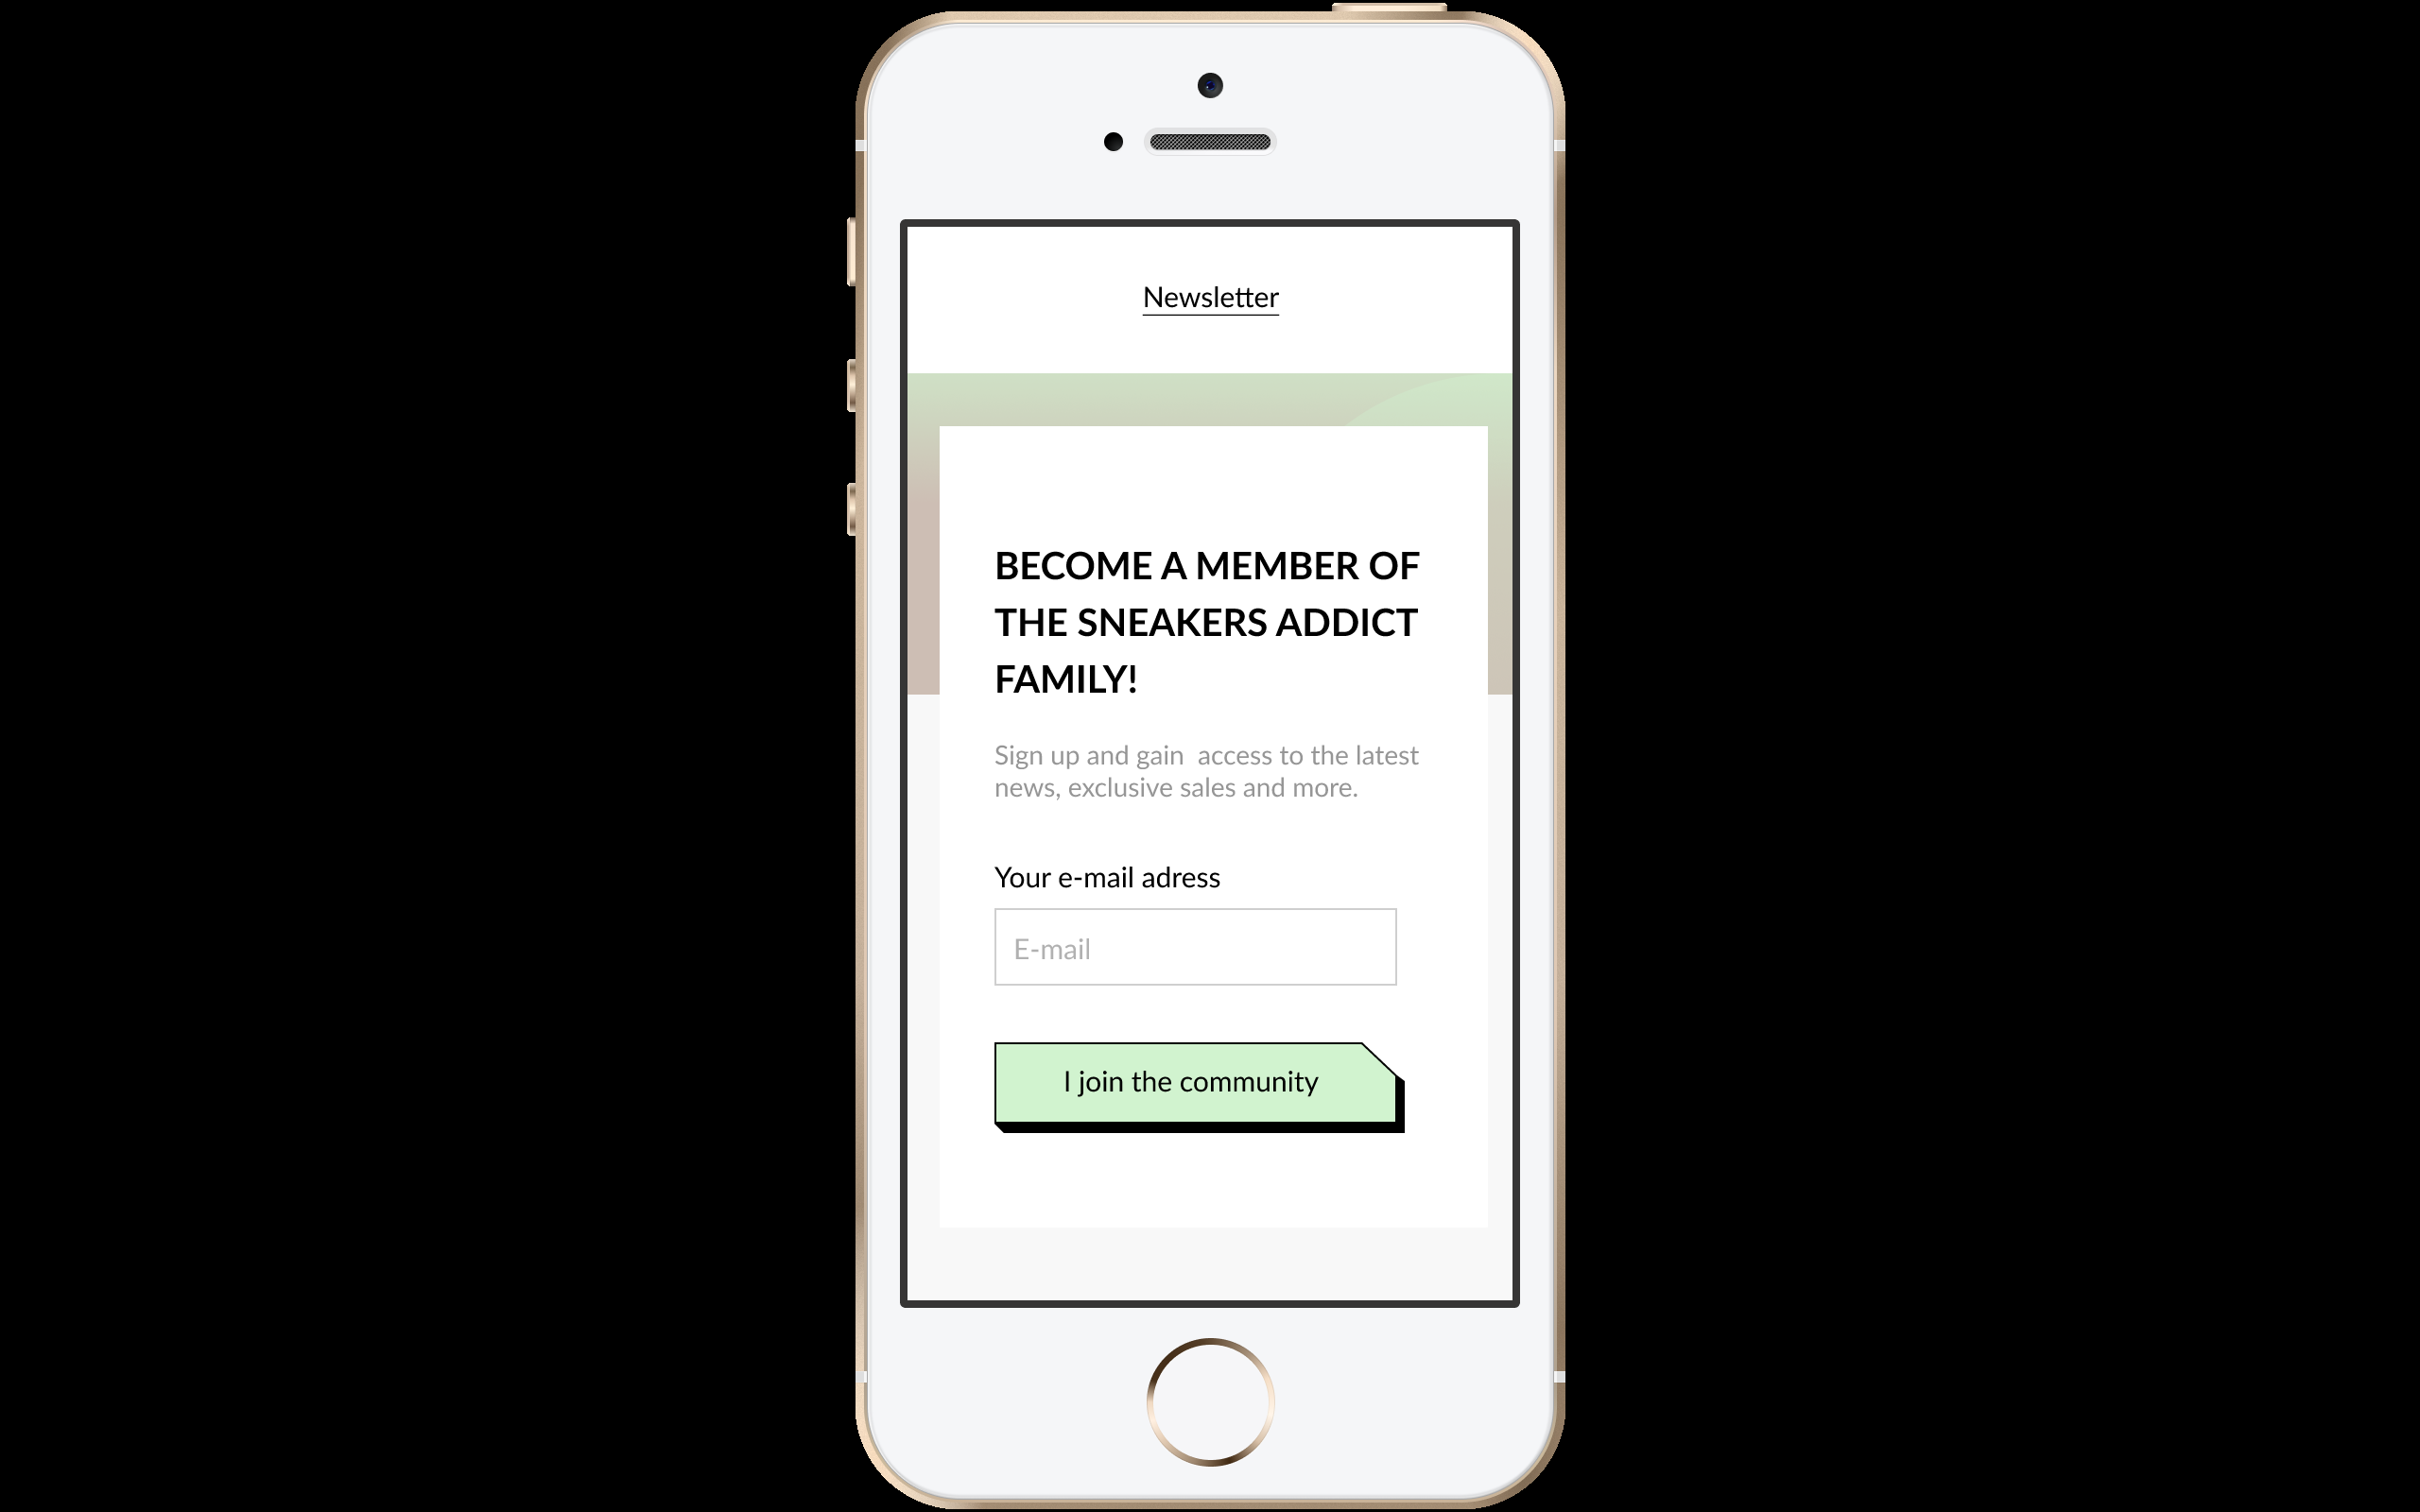 Newsletter
BECOME A MEMBER OF
THE SNEAKERS ADDICT
FAMILY!
Sign up and gain  access to the latest
news, exclusive sales and more.
Your e-mail adress
E-mail
I join the community